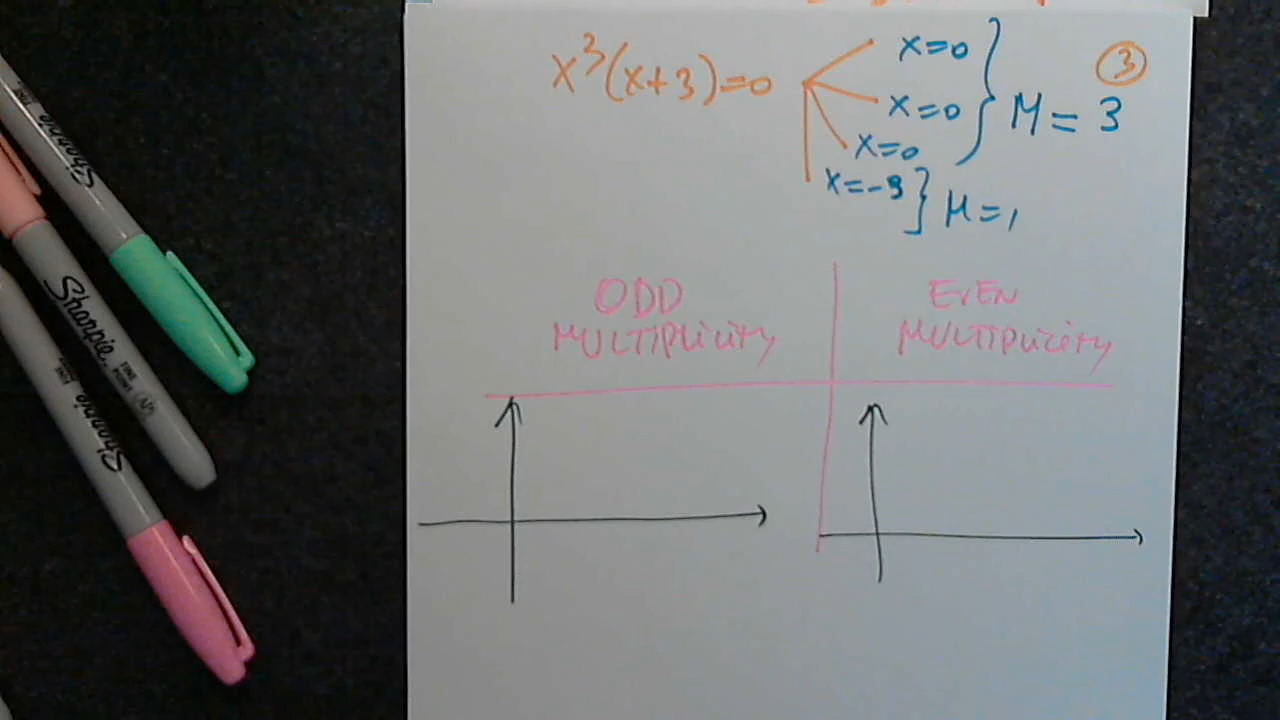 x³(x+3)=0
x=0
x=0
x=0
x=-3
M=3
M=1
3
ODD
MULTIPLICITY
EVEN
MULTIPLICITY
Sharpie
Sharpie
Sharpie